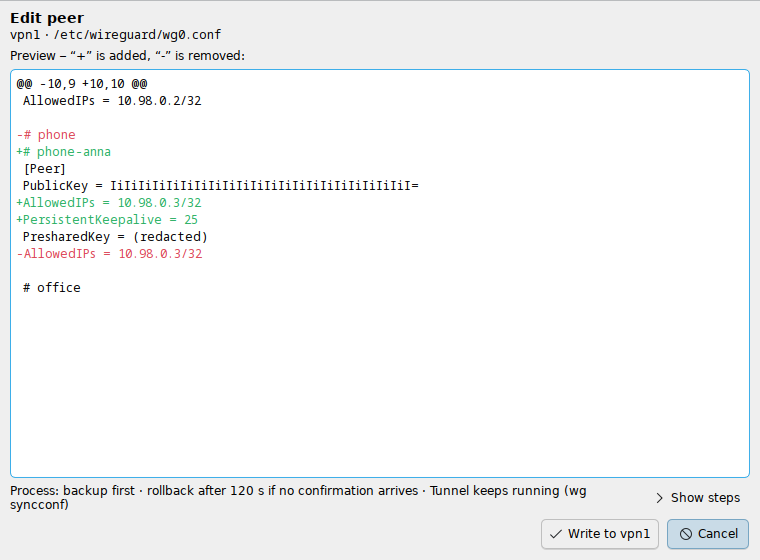 Edit peer
vpn1 · /etc/wireguard/wg0.conf
Preview – “+” is added, “-” is removed:
@@ -10,9 +10,10 @@
 AllowedIPs = 10.98.0.2/32
-# phone
+# phone-anna
 [Peer]
 PublicKey = IiIiIiIiIiIiIiIiIiIiIiIiIiIiIiIiIiIiIiIiIiI=
+AllowedIPs = 10.98.0.3/32
+PersistentKeepalive = 25
 PresharedKey = (redacted)
-AllowedIPs = 10.98.0.3/32
 # office
Process: backup first · rollback after 120 s if no confirmation arrives · Tunnel keeps running (wg
syncconf)
Show steps
Write to vpn1
Cancel